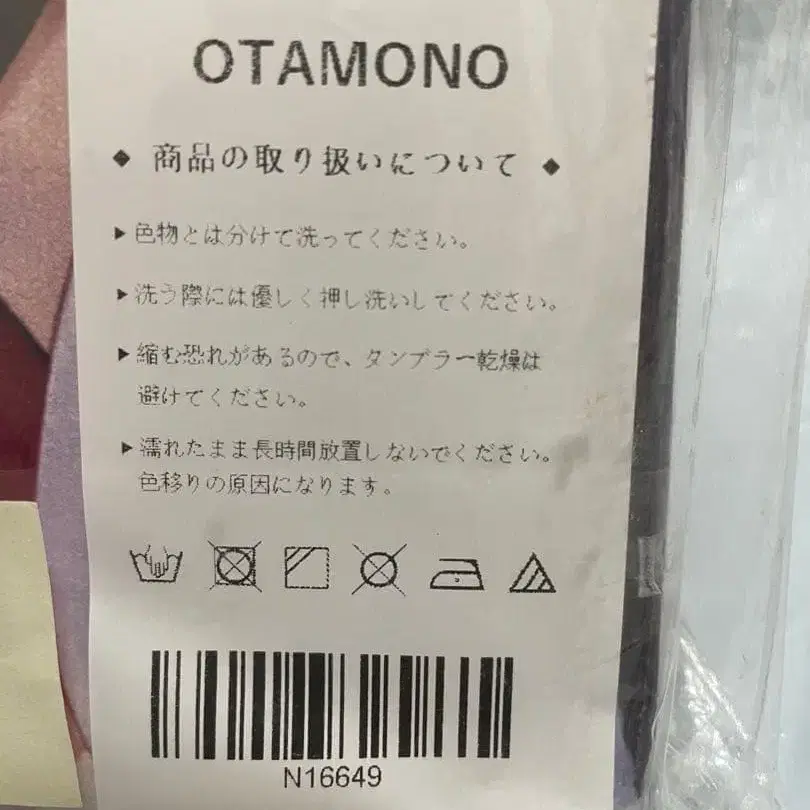 OTAMONO
◆ 商品の取り扱いについて ◆
▶色物とは分けて洗ってください。
▶洗う際には優しく押し洗いしてください。
▶縮む恐れがあるので、タンブラー乾燥は
避けてください。
▶濡れたまま長時間放置しないでください。
色移りの原因になります。
N16649